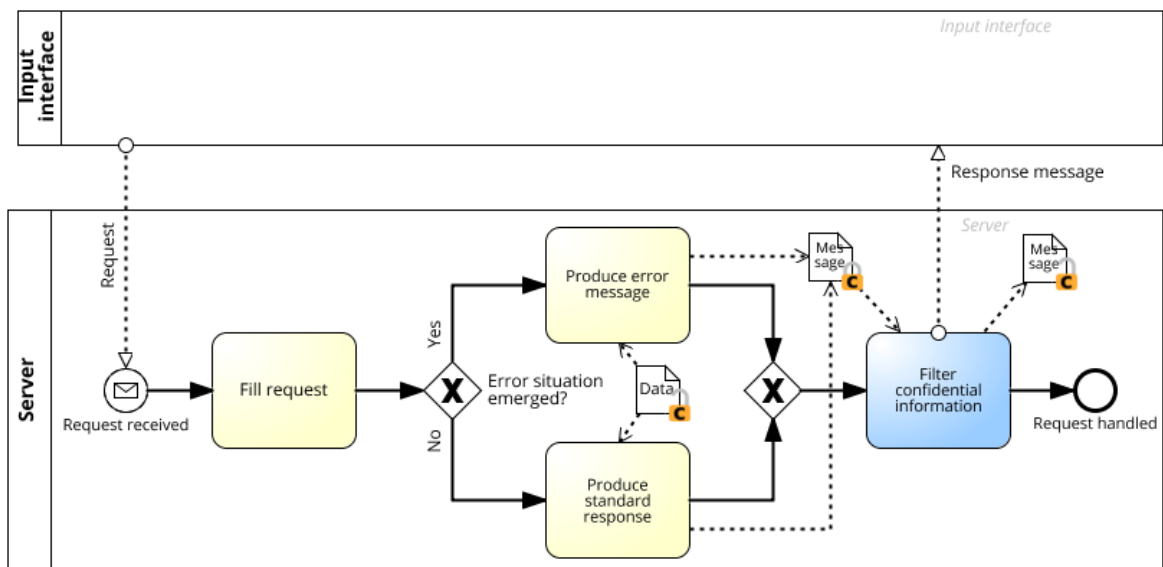 Input
interface
Input interface
Request
Response message
Server
Server
Request received
Fill request
Yes
No
Error situation
emerged?
Produce error
message
Data
C
Produce
standard
response
Mes
sage
C
Filter
confidential
information
Mes
sage
C
Request handled